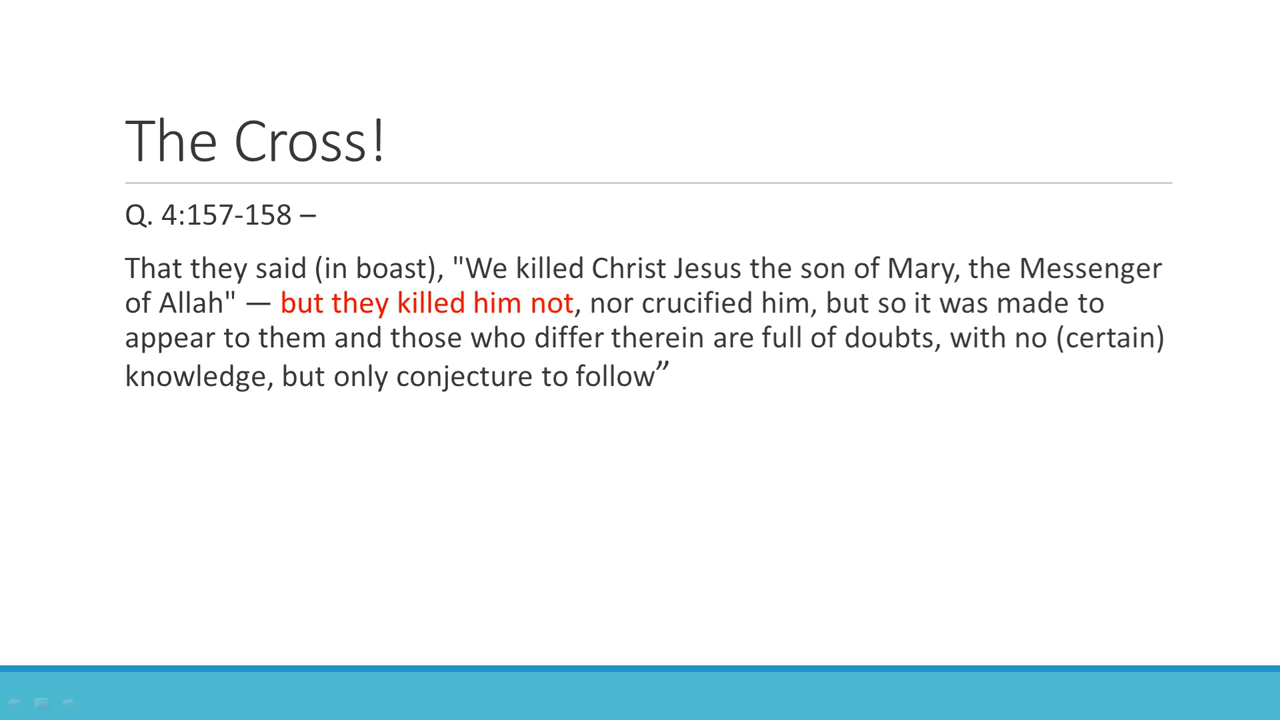 The Cross!
Q. 4:157-158 –
That they said (in boast), "We killed Christ Jesus the son of Mary, the Messenger
of Allah" — but they killed him not, nor crucified him, but so it was made to
appear to them and those who differ therein are full of doubts, with no (certain)
knowledge, but only conjecture to follow”